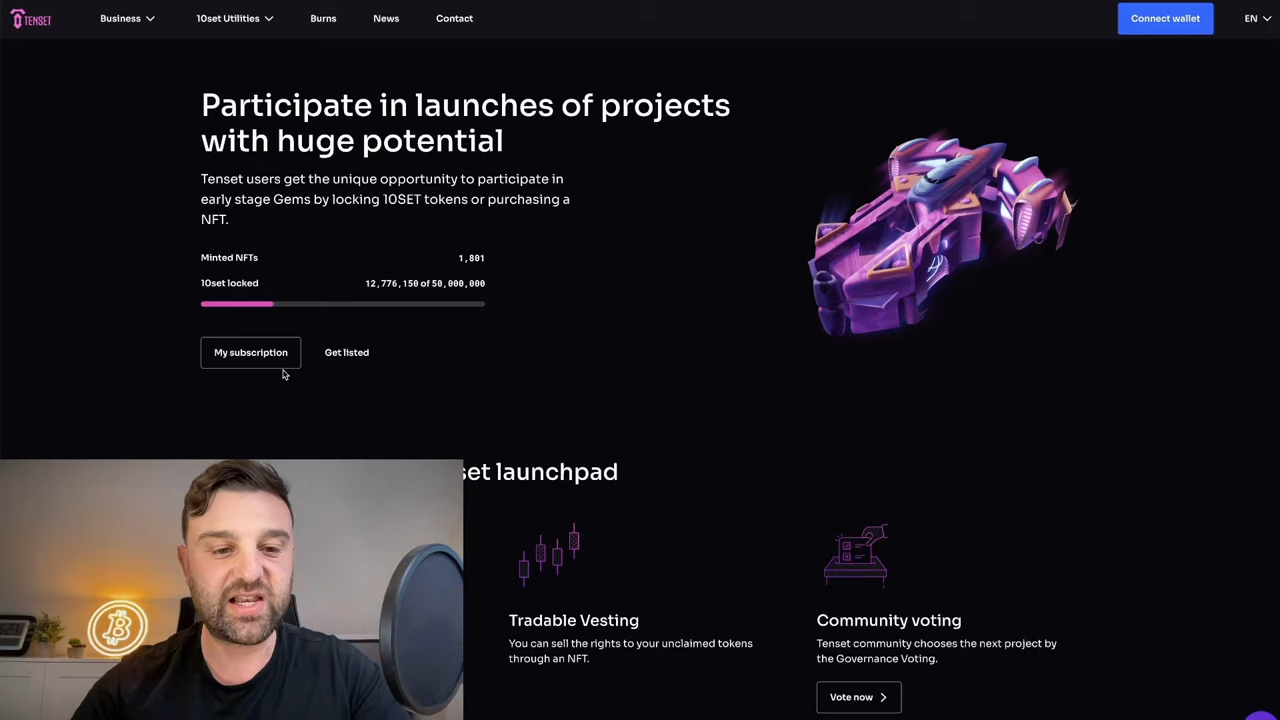 TENSET
Business
10set Utilities
Burns
News
Contact
Connect wallet
EN
Participate in launches of projects
with huge potential
Tenset users get the unique opportunity to participate in
early stage Gems by locking 10SET tokens or purchasing a
NFT.
Minted NFTs 1,801
10set locked 12,776,150 of 50,000,000
My subscription
Get listed
set launchpad
Tradable Vesting
You can sell the rights to your unclaimed tokens
through an NFT.
Community voting
Tenset community chooses the next project by
the Governance Voting.
Vote now